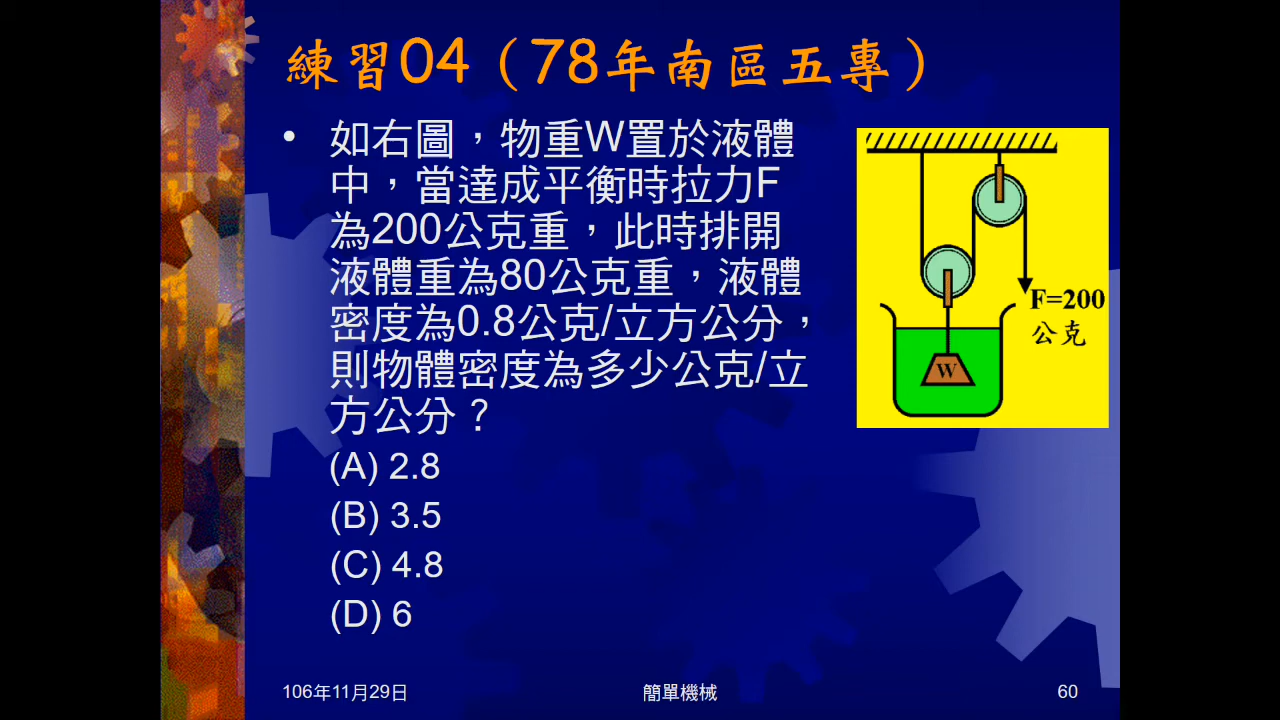 練習04（78年南區五專）
• 如右圖，物重W置於液體
中，當達成平衡時拉力F
為200公克重，此時排開
液體重為80公克重，液體
密度為0.8公克/立方公分，
則物體密度為多少公克/立
方公分？
(A) 2.8
(B) 3.5
(C) 4.8
(D) 6
F=200
公克
W
106年11月29日
簡單機械
60